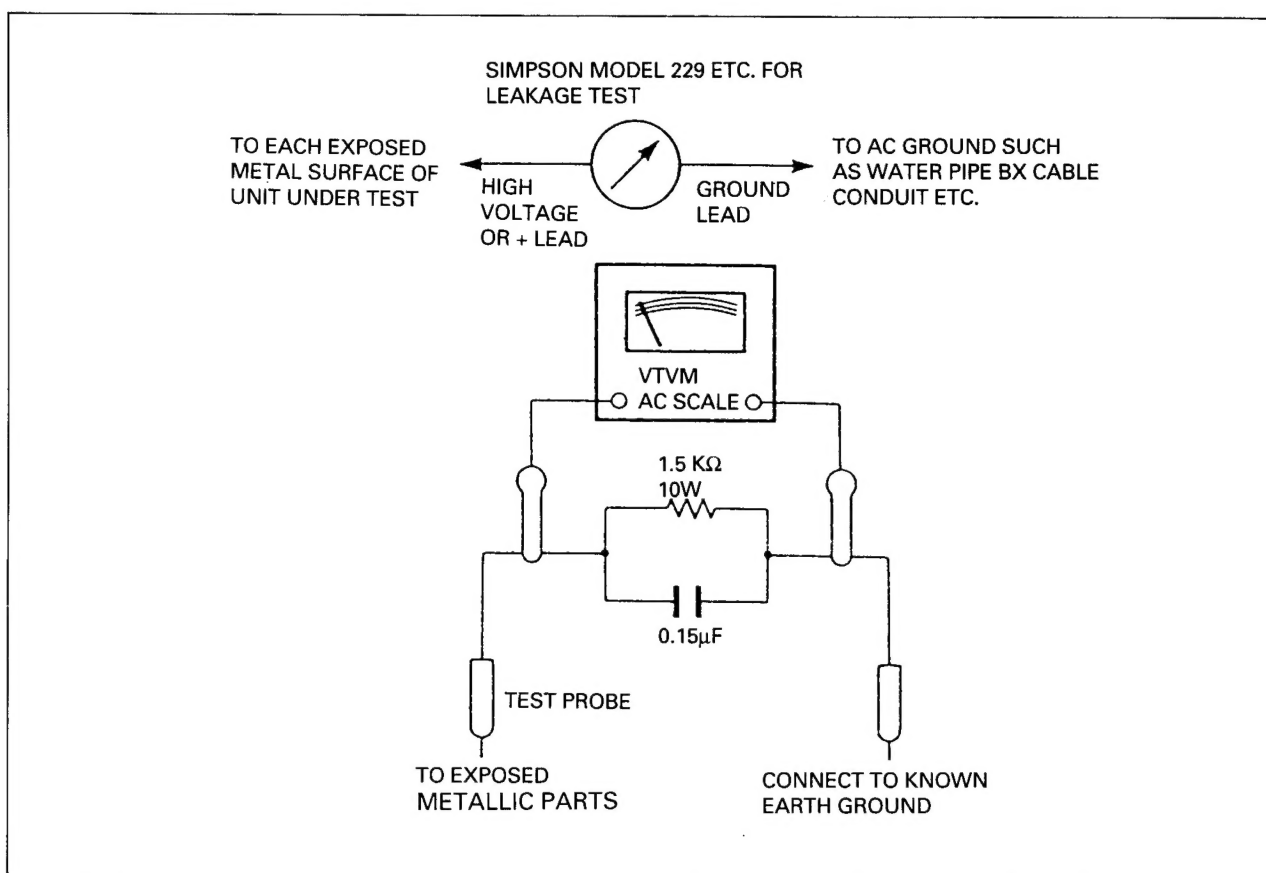 SIMPSON MODEL 229 ETC. FOR
LEAKAGE TEST
TO EACH EXPOSED
METAL SURFACE OF
UNIT UNDER TEST
HIGH
VOLTAGE
OR + LEAD
GROUND
LEAD
TO AC GROUND SUCH
AS WATER PIPE BX CABLE
CONDUIT ETC.
VTVM
AC SCALE
1.5 KΩ
10W
0.15μF
TEST PROBE
TO EXPOSED
METALLIC PARTS
CONNECT TO KNOWN
EARTH GROUND